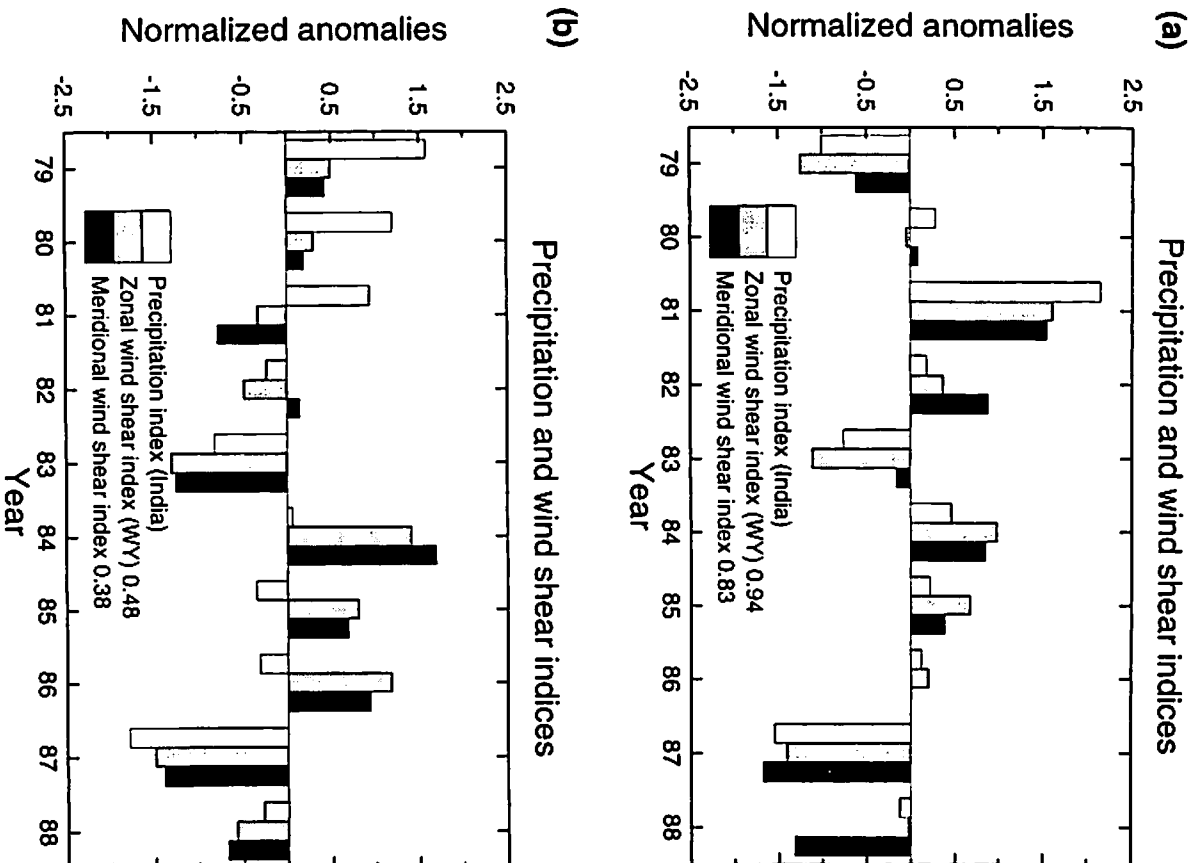 (a)
Precipitation and wind shear indices
Normalized anomalies
2.5
1.5
0.5
-0.5
-1.5
-2.5
Precipitation index (India)
Zonal wind shear index (WY) 0.94
Meridional wind shear index 0.83
79 80 81 82 83 84 85 86 87 88
Year
(b)
Precipitation and wind shear indices
Normalized anomalies
2.5
1.5
0.5
-0.5
-1.5
-2.5
Precipitation index (India)
Zonal wind shear index (WY) 0.48
Meridional wind shear index 0.38
79 80 81 82 83 84 85 86 87 88
Year